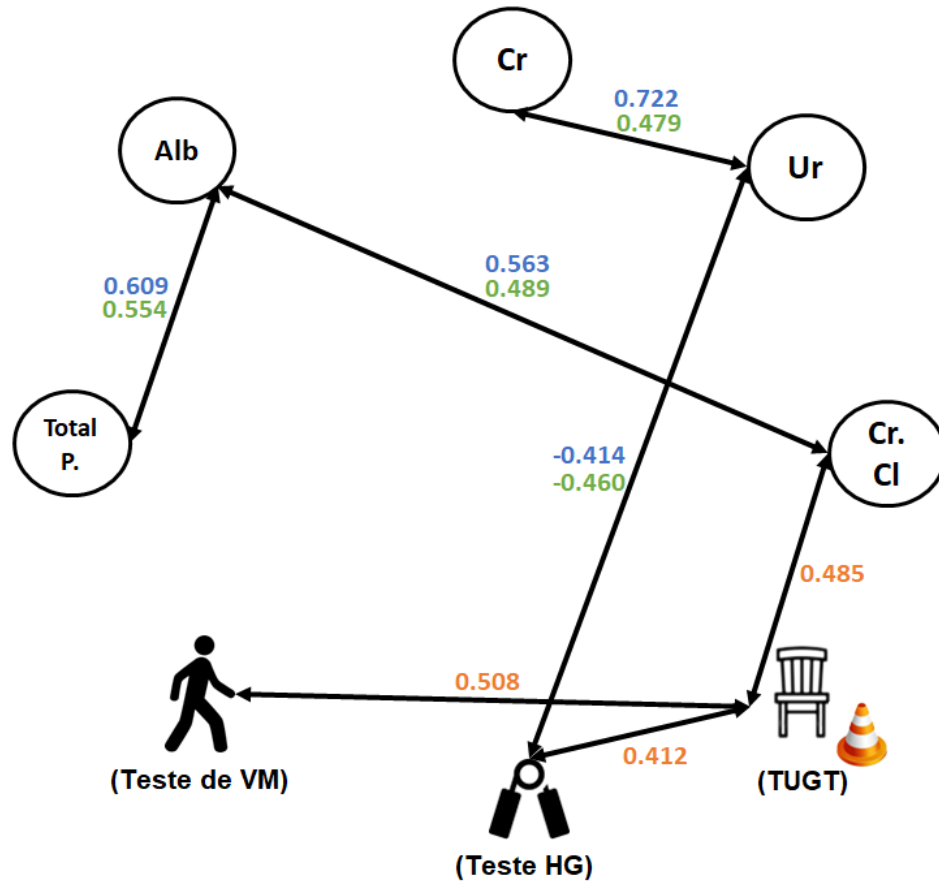 Cr
0.722
0.479
Alb
Ur
0.609
0.554
0.563
0.489
Total
P.
-0.414
-0.460
Cr.
Cl
0.485
0.508
0.412
(Teste de VM)
(TUGT)
(Teste HG)